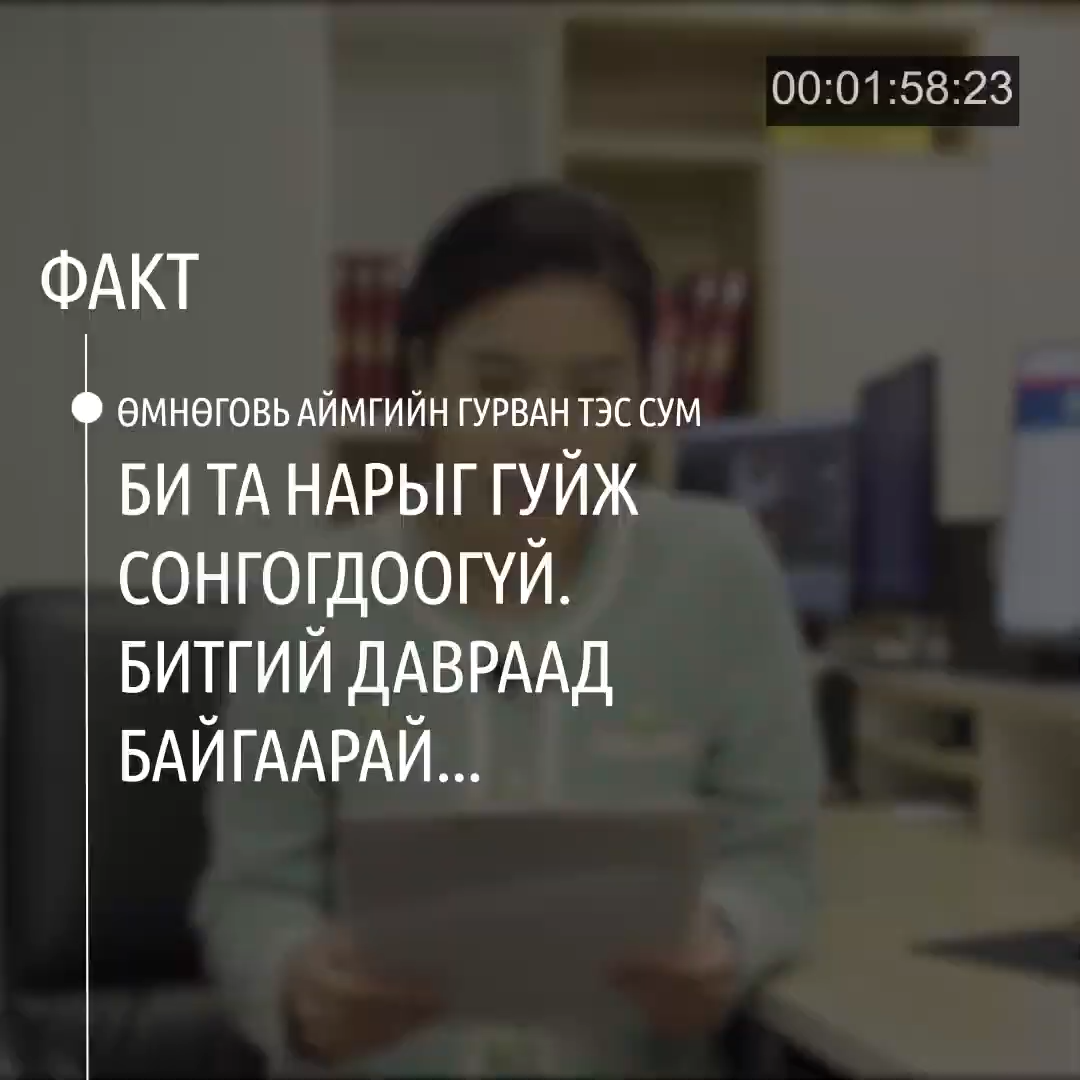 00:01:58:23
ФАКТ
ӨМНӨГОВЬ АЙМГИЙН ГУРВАН ТЭС СУМ
БИ ТА НАРЫГ ГУЙЖ
СОНГОГДООГҮЙ.
БИТГИЙ ДАВРААД
БАЙГААРАЙ...